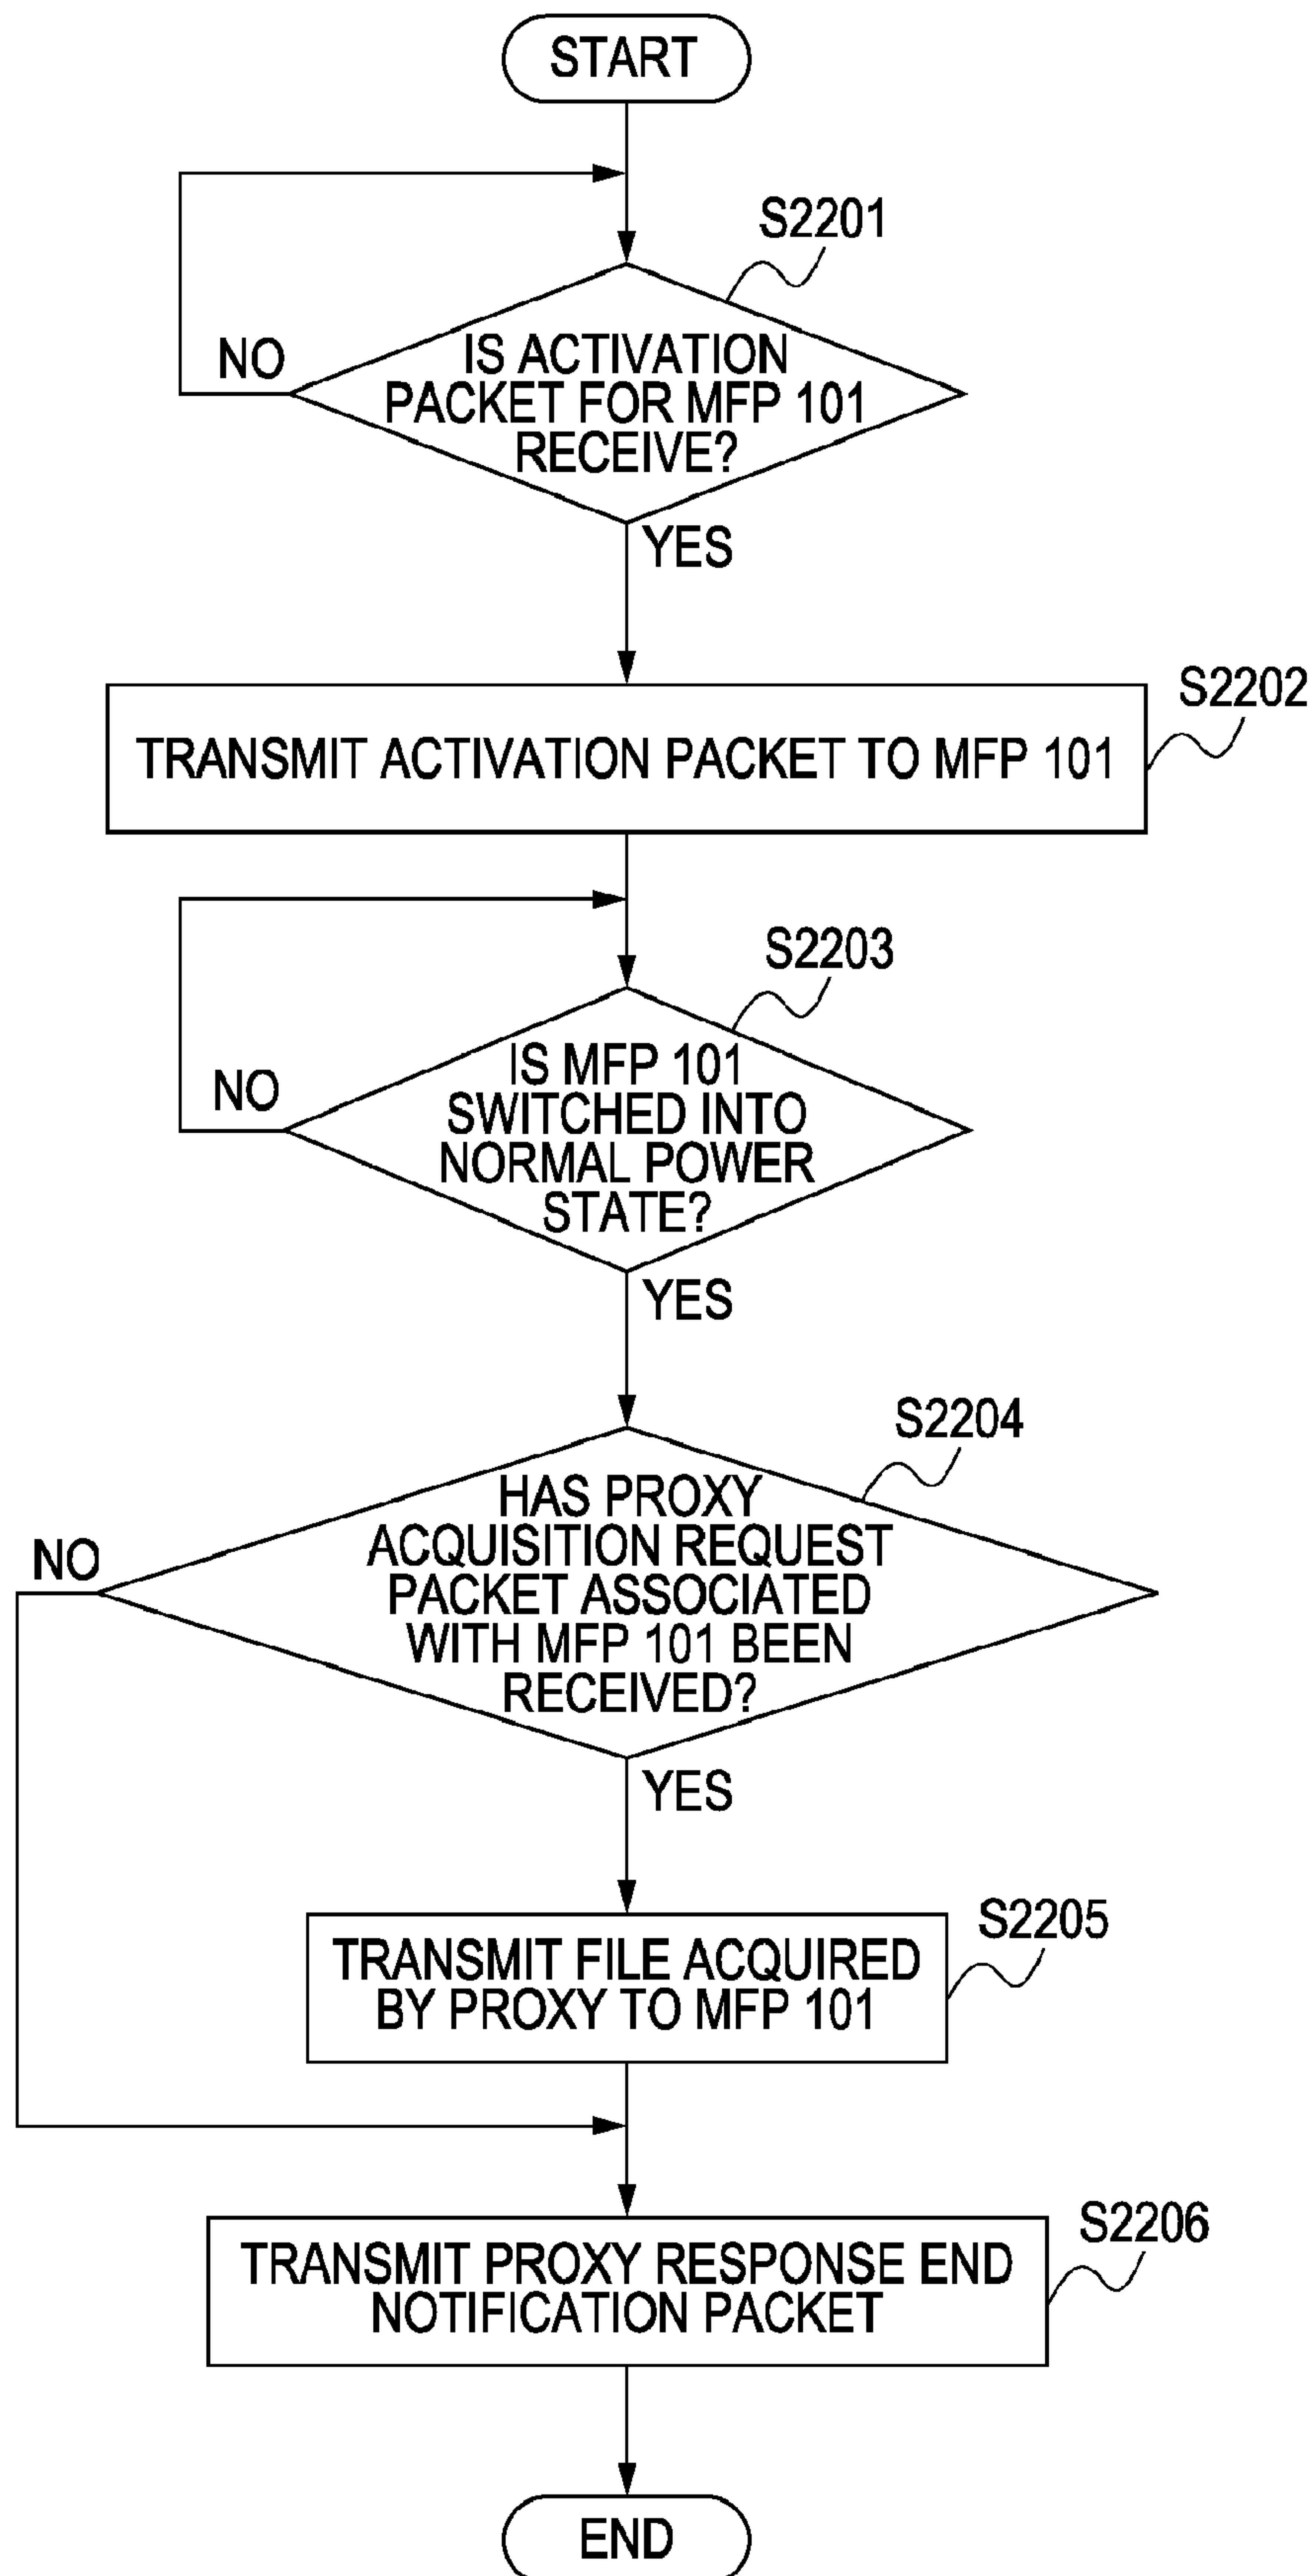 START
S2201
IS ACTIVATION
PACKET FOR MFP 101
RECEIVE?
NO
YES
S2202
TRANSMIT ACTIVATION PACKET TO MFP 101
S2203
IS MFP 101
SWITCHED INTO
NORMAL POWER
STATE?
NO
YES
S2204
HAS PROXY
ACQUISITION REQUEST
PACKET ASSOCIATED
WITH MFP 101 BEEN
RECEIVED?
NO
YES
S2205
TRANSMIT FILE ACQUIRED
BY PROXY TO MFP 101
S2206
TRANSMIT PROXY RESPONSE END
NOTIFICATION PACKET
END